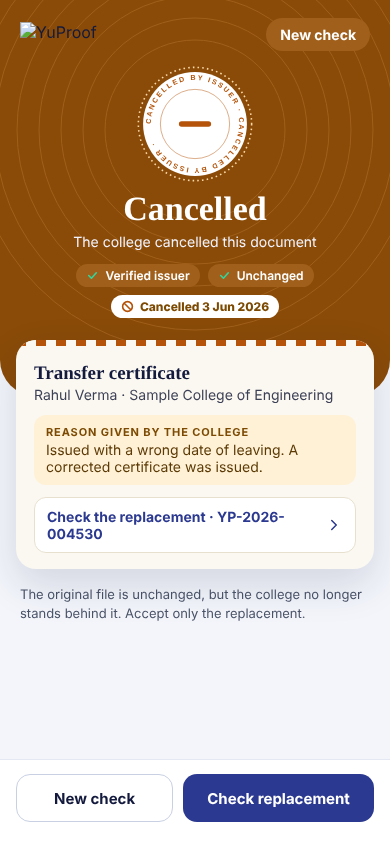 YuProof
New check
CANCELLED BY ISSUER · CANCELLED BY ISSUER ·
Cancelled
The college cancelled this document
Verified issuer
Unchanged
Cancelled 3 Jun 2026
Transfer certificate
Rahul Verma · Sample College of Engineering
REASON GIVEN BY THE COLLEGE
Issued with a wrong date of leaving. A
corrected certificate was issued.
Check the replacement · YP-2026-
004530
The original file is unchanged, but the college no longer
stands behind it. Accept only the replacement.
New check
Check replacement